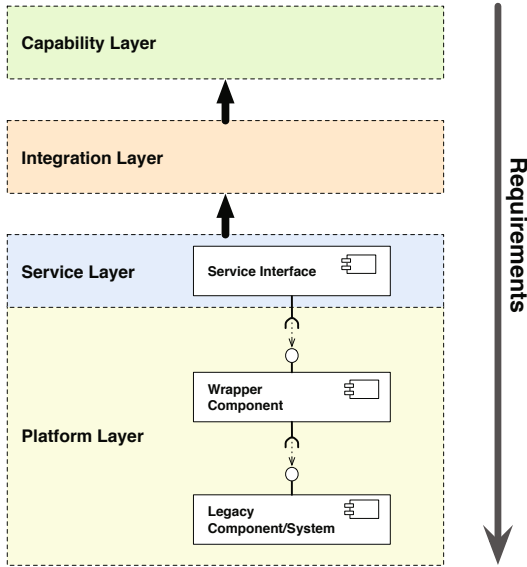 Capability Layer
Integration Layer
Service Layer
Service Interface
Wrapper
Component
Platform Layer
Legacy
Component/System
Requirements